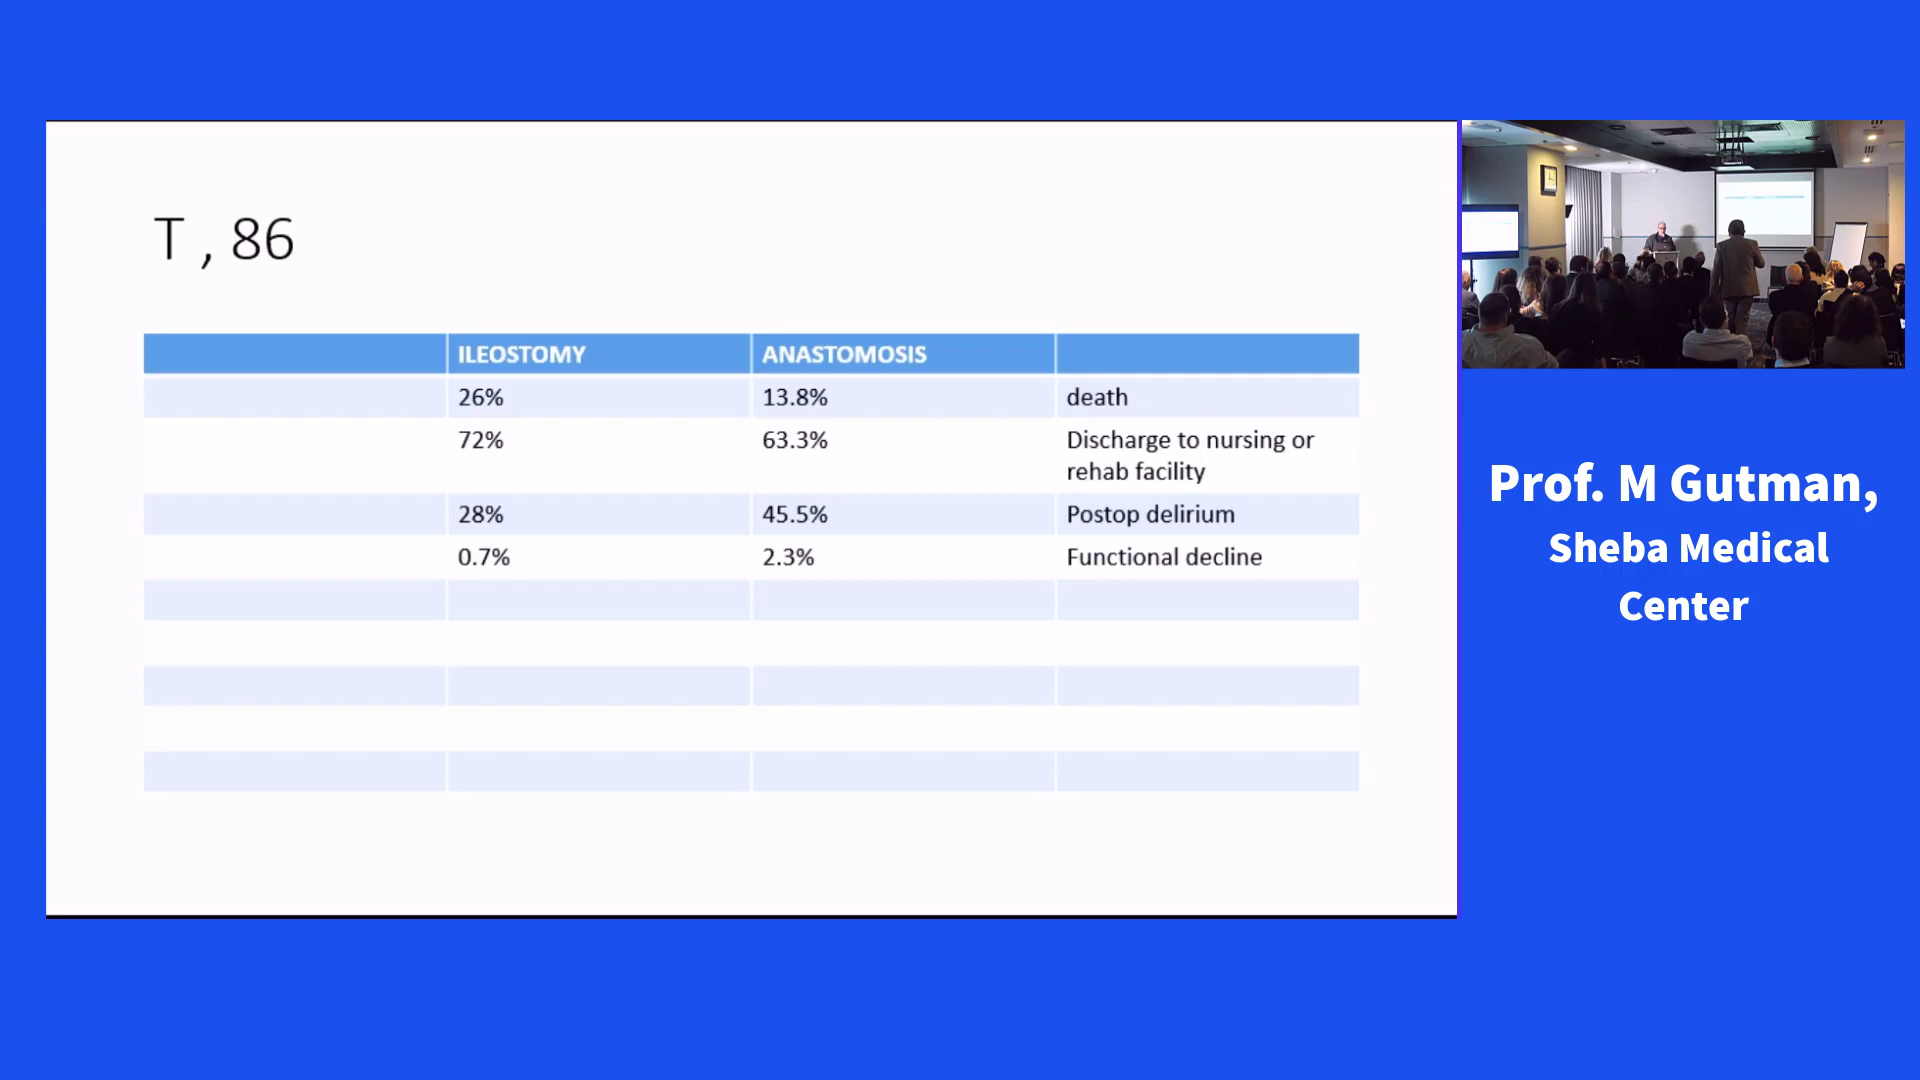 T , 86
ILEOSTOMY ANASTOMOSIS
26% 13.8% death
72% 63.3% Discharge to nursing or
rehab facility
28% 45.5% Postop delirium
0.7% 2.3% Functional decline
Prof. M Gutman,
Sheba Medical
Center